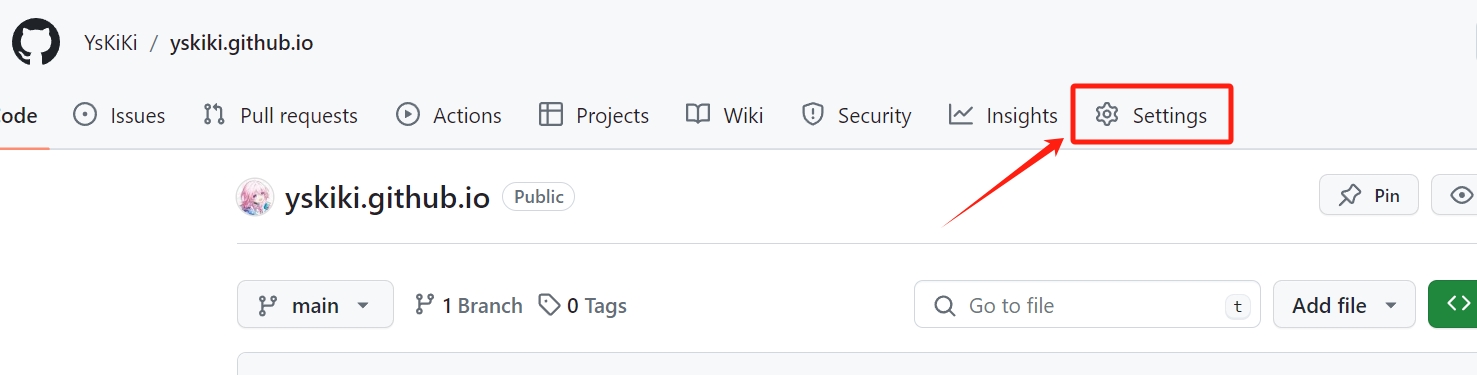 YsKiKi / yskiki.github.io
ode Issues Pull requests Actions Projects Wiki Security Insights Settings
yskiki.github.io Public Pin
main 1 Branch 0 Tags Go to file t Add file